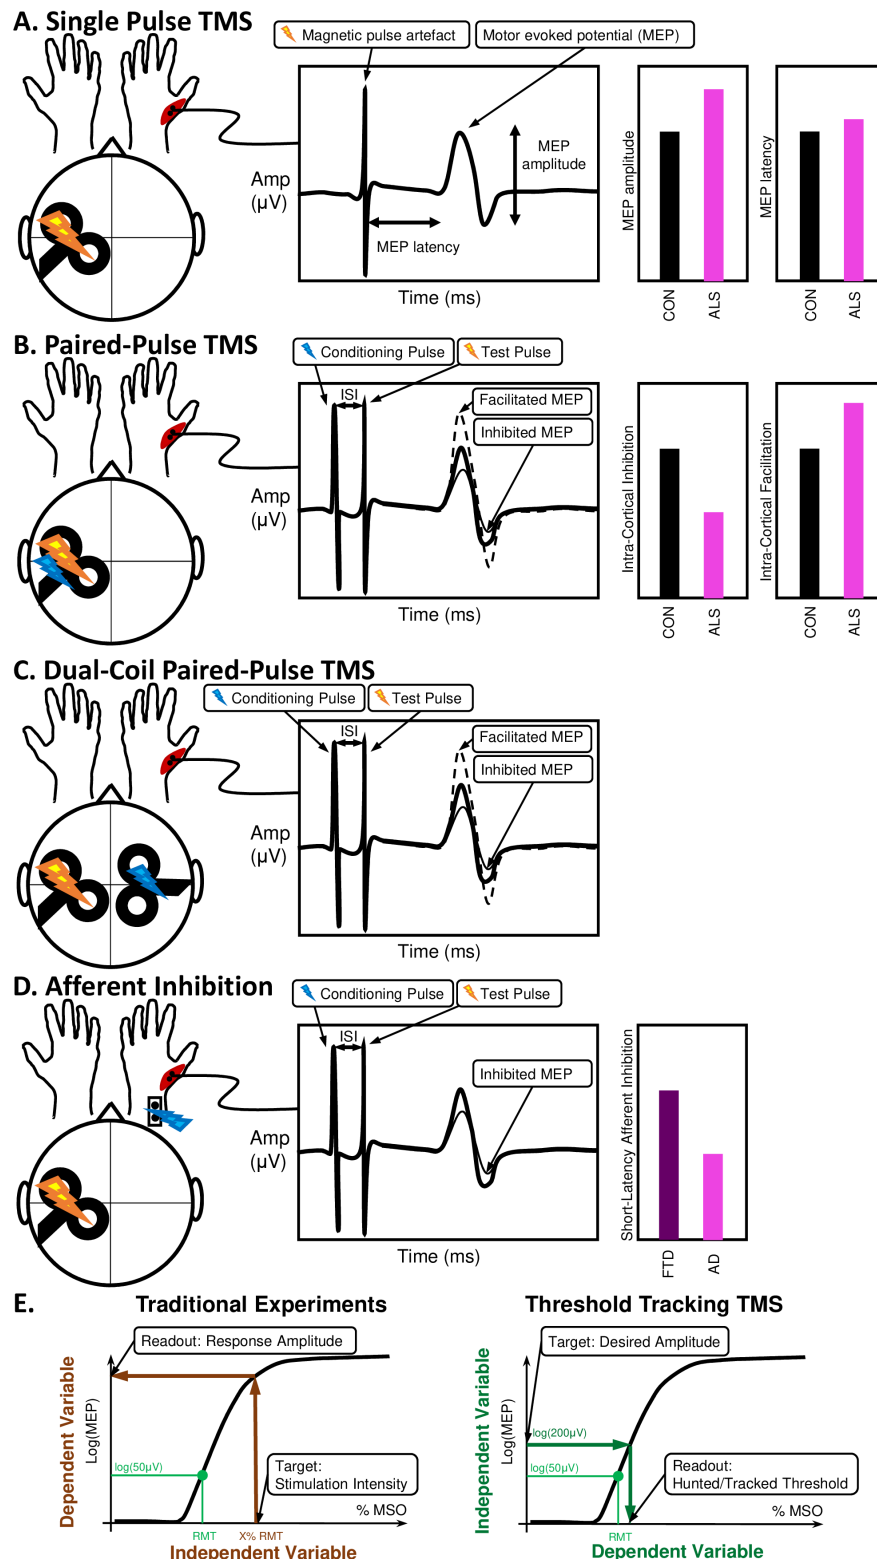 A. Single Pulse TMS
Magnetic pulse artefact
Motor evoked potential (MEP)
Amp
(µV)
MEP
amplitude
MEP latency
Time (ms)
MEP amplitude
CON
ALS
MEP latency
CON
ALS
B. Paired-Pulse TMS
Conditioning Pulse
Test Pulse
ISI
Facilitated MEP
Inhibited MEP
Amp
(µV)
Time (ms)
Intra-Cortical Inhibition
CON
ALS
Intra-Cortical Facilitation
CON
ALS
C. Dual-Coil Paired-Pulse TMS
Conditioning Pulse
Test Pulse
ISI
Facilitated MEP
Inhibited MEP
Amp
(µV)
Time (ms)
D. Afferent Inhibition
Conditioning Pulse
Test Pulse
ISI
Inhibited MEP
Amp
(µV)
Time (ms)
Short-Latency Afferent Inhibition
FTD
AD
E.
Traditional Experiments
Readout: Response Amplitude
Dependent Variable
Log(MEP)
log(50µV)
Target:
Stimulation Intensity
% MSO
RMT
X% RMT
Independent Variable
Threshold Tracking TMS
Target: Desired Amplitude
Independent Variable
Log(MEP)
log(200µV)
log(50µV)
Readout:
Hunted/Tracked Threshold
% MSO
RMT
Dependent Variable